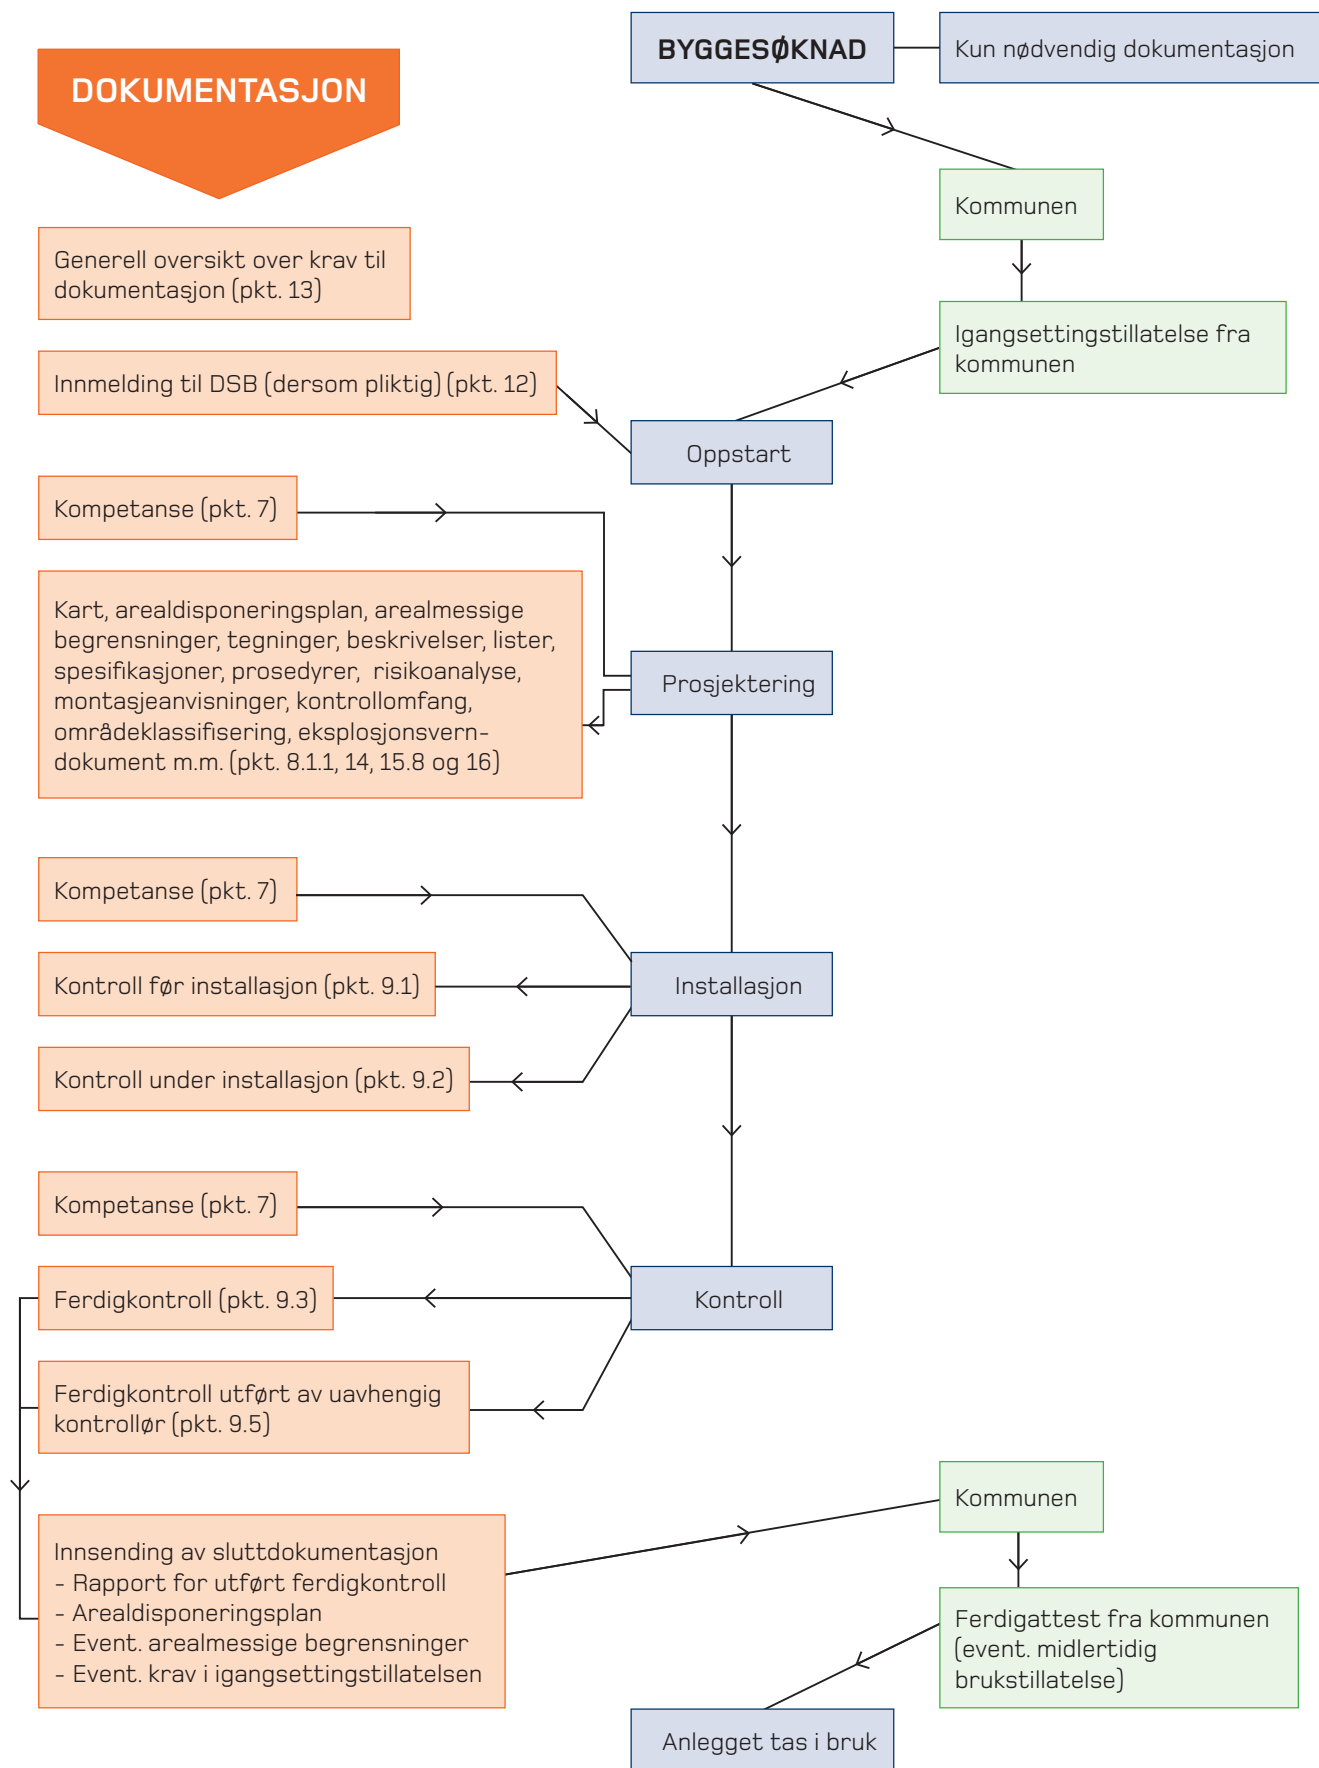 DOKUMENTASJON
BYGGESØKNAD
Kun nødvendig dokumentasjon
Kommunen
Generell oversikt over krav til
dokumentasjon (pkt. 13)
Igangsettingstillatelse fra
kommunen
Innmelding til DSB (dersom pliktig) (pkt. 12)
Oppstart
Kompetanse (pkt. 7)
Kart, arealdisponeringsplan, arealmessige
begrensninger, tegninger, beskrivelser, lister,
spesifikasjoner, prosedyrer, risikoanalyse,
montasjeanvisninger, kontrollomfang,
områdeklassifisering, eksplosjonsvern-
dokument m.m. (pkt. 8.1.1, 14, 15.8 og 16)
Prosjektering
Kompetanse (pkt. 7)
Kontroll før installasjon (pkt. 9.1)
Installasjon
Kontroll under installasjon (pkt. 9.2)
Kompetanse (pkt. 7)
Ferdigkontroll (pkt. 9.3)
Kontroll
Ferdigkontroll utført av uavhengig
kontrollør (pkt. 9.5)
Kommunen
Innsending av sluttdokumentasjon
- Rapport for utført ferdigkontroll
- Arealdisponeringsplan
- Event. arealmessige begrensninger
- Event. krav i igangsettingstillatelsen
Ferdigattest fra kommunen
(event. midlertidig
brukstillatelse)
Anlegget tas i bruk